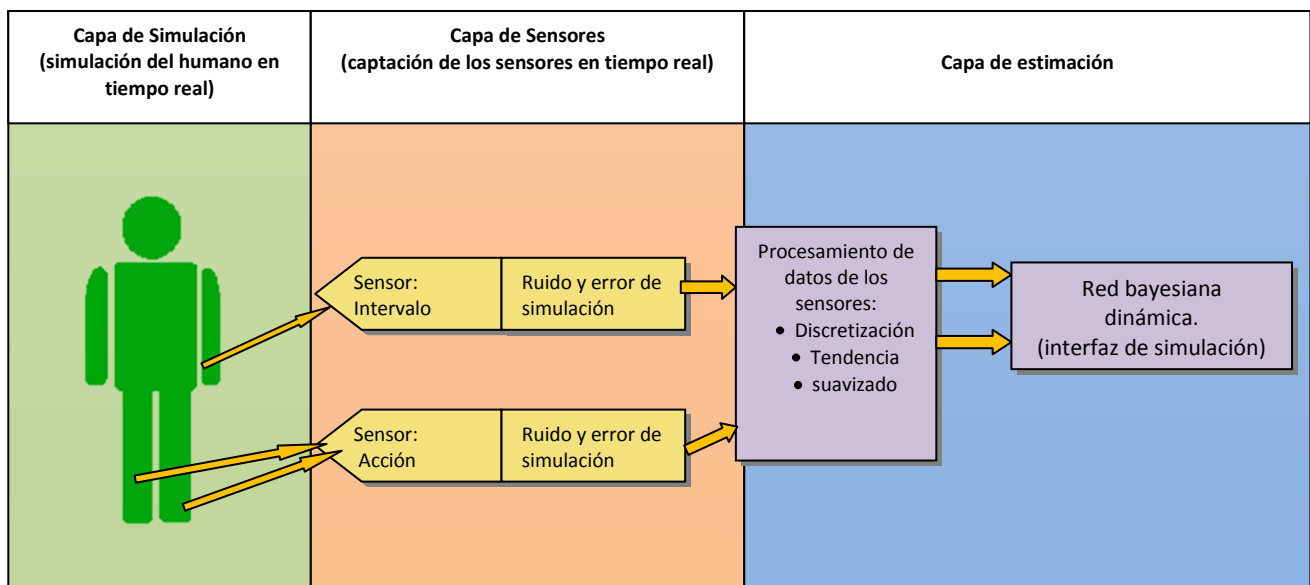 Capa de Simulación
(simulación del humano en
tiempo real)
Capa de Sensores
(captación de los sensores en tiempo real)
Capa de estimación
Sensor:
Intervalo
Ruido y error de
simulación
Sensor:
Acción
Ruido y error de
simulación
Procesamiento de
datos de los
sensores:
• Discretización
• Tendencia
• suavizado
Red bayesiana
dinámica.
(interfaz de simulación)